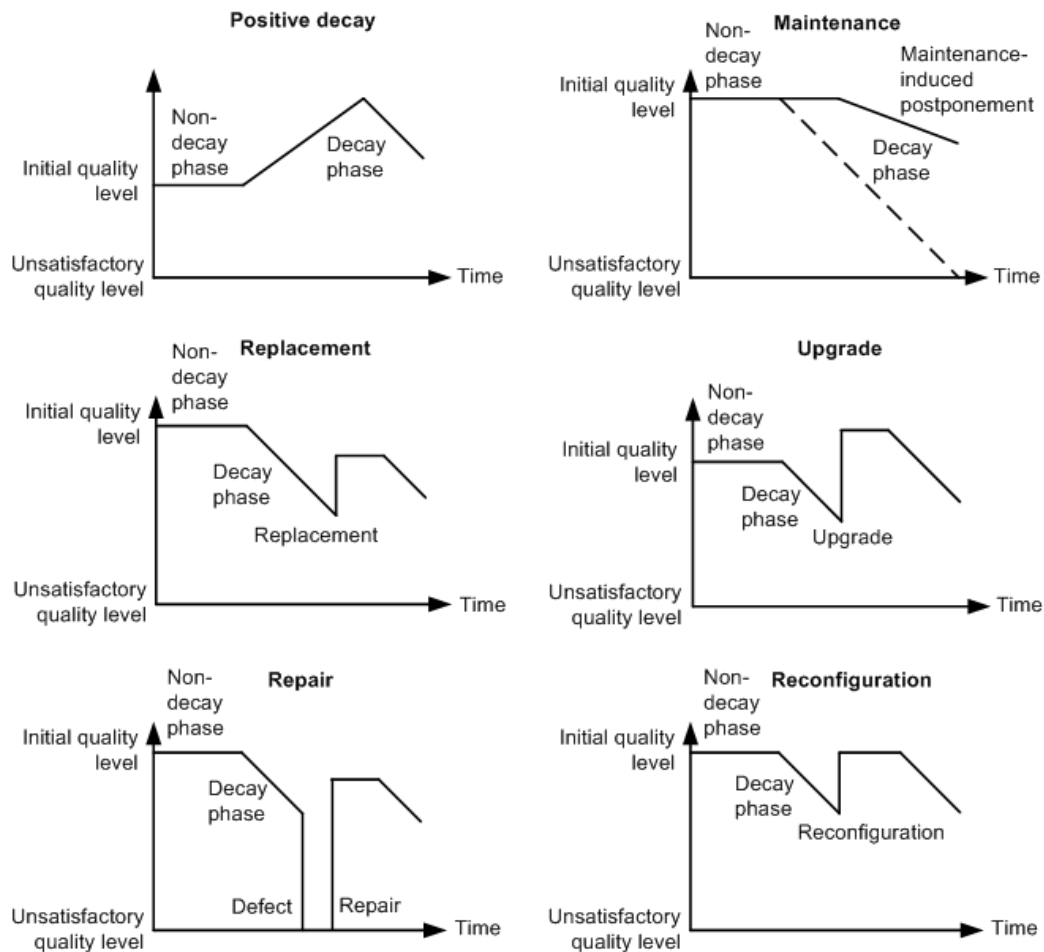 Positive decay
Non-
decay
phase
Decay
phase
Initial quality
level
Unsatisfactory
quality level
Time
Maintenance
Non-
decay
phase
Maintenance-
induced
postponement
Initial quality
level
Decay
phase
Unsatisfactory
quality level
Time
Replacement
Non-
decay
phase
Initial quality
level
Decay
phase
Replacement
Unsatisfactory
quality level
Time
Upgrade
Non-
decay
phase
Initial quality
level
Decay
phase
Upgrade
Unsatisfactory
quality level
Time
Repair
Non-
decay
phase
Initial quality
level
Decay
phase
Defect
Repair
Unsatisfactory
quality level
Time
Reconfiguration
Non-
decay
phase
Initial quality
level
Decay
phase
Reconfiguration
Unsatisfactory
quality level
Time